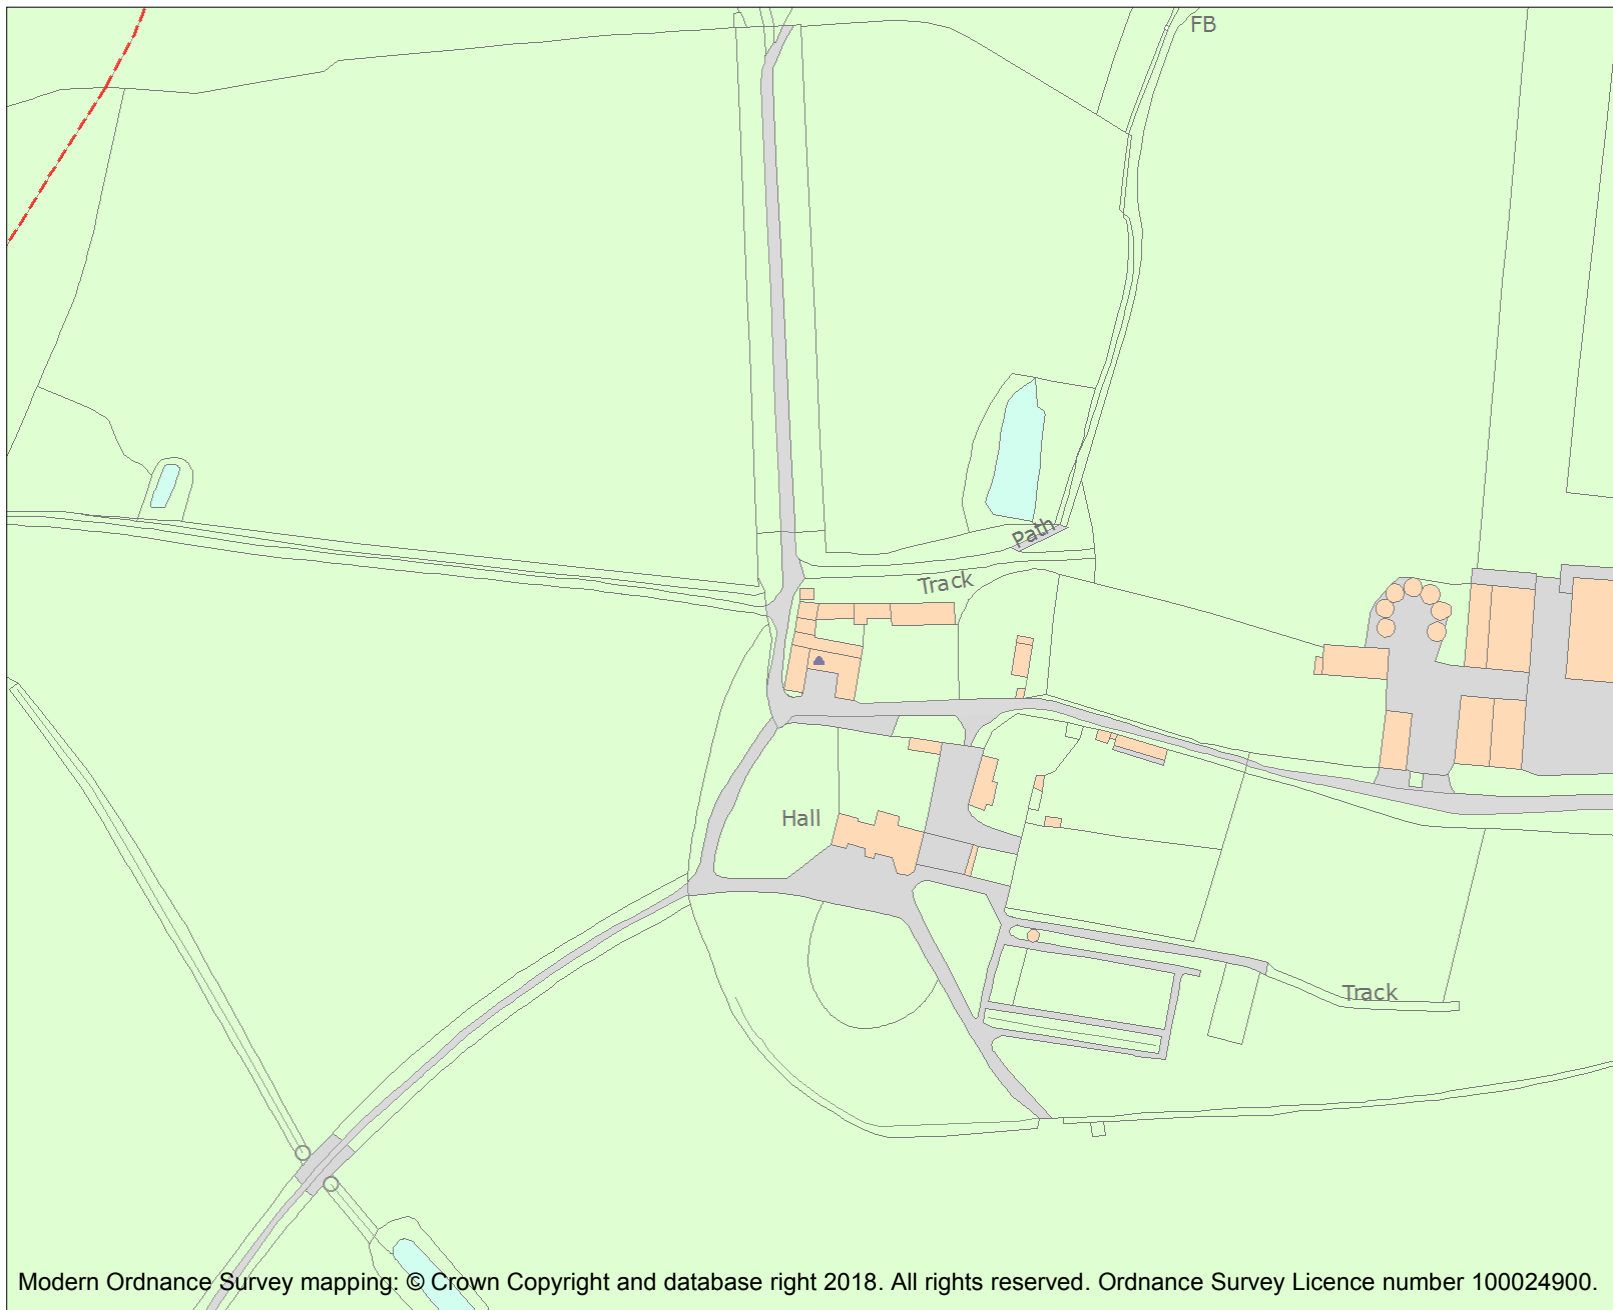 FB
Path
Track
Hall
Track
Modern Ordnance Survey mapping: © Crown Copyright and database right 2018. All rights reserved. Ordnance Survey Licence number 100024900.